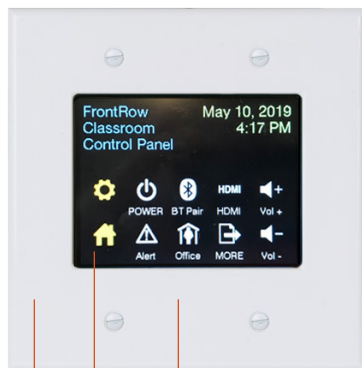 FrontRow
Classroom
Control Panel
May 10, 2019
4:17 PM
HDMI
+
POWER
BT Pair
HDMI
Vol +
-
Alert
Office
MORE
Vol -